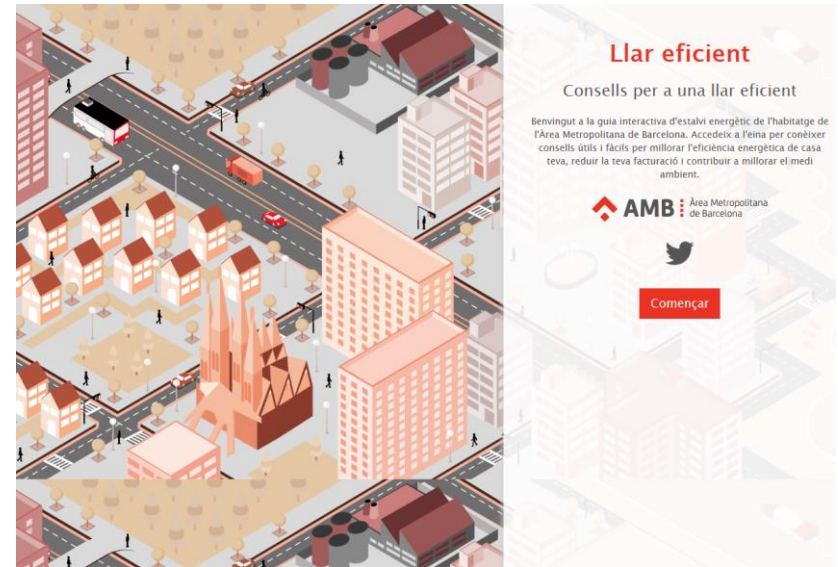 Llar eficient
Consells per a una llar eficient
Benvingut a la guia interactiva d'estalvi energètic de l'habitatge de
l'Àrea Metropolitana de Barcelona. Accedeix a l'eina per conèixer
consells útils i fàcils per millorar l'eficiència energètica de casa
teva, reduir la teva facturació i contribuir a millorar el medi
ambient.
AMB Àrea Metropolitana
de Barcelona
Començar